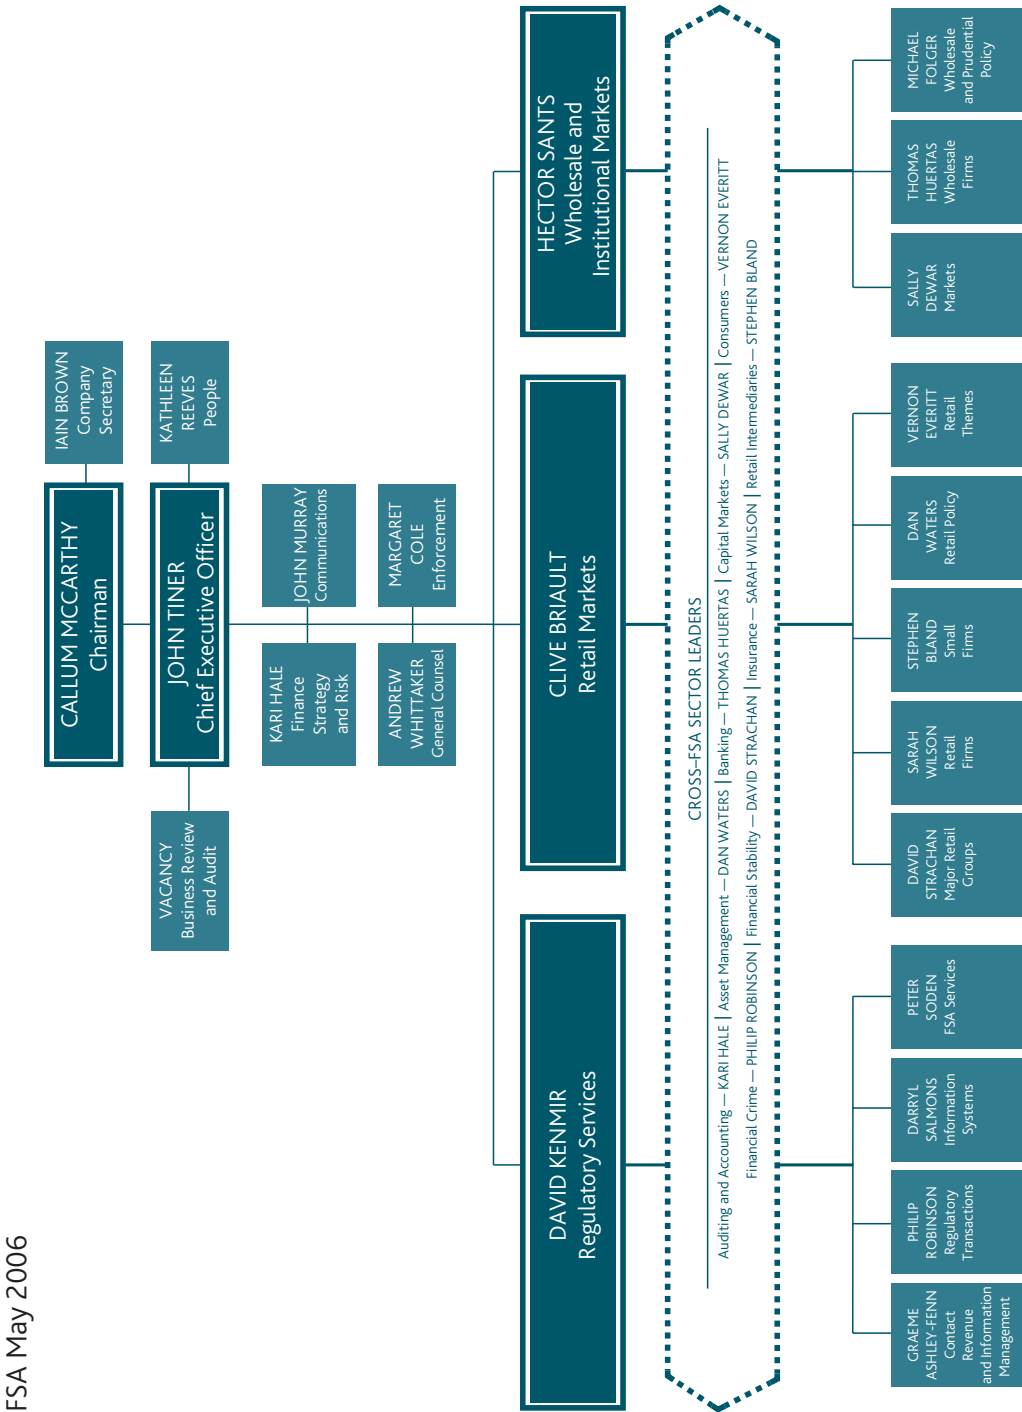 FSA May 2006
CALLUM MCCARTHY
Chairman
IAIN BROWN
Company
Secretary
VACANCY
Business Review
and Audit
JOHN TINER
Chief Executive Officer
KATHLEEN
REEVES
People
KARI HALE
Finance
Strategy
and Risk
JOHN MURRAY
Communications
ANDREW
WHITTAKER
General Counsel
MARGARET
COLE
Enforcement
DAVID KENMIR
Regulatory Services
CLIVE BRIAULT
Retail Markets
HECTOR SANTS
Wholesale and
Institutional Markets
CROSS–FSA SECTOR LEADERS
Auditing and Accounting — KARI HALE | Asset Management — DAN WATERS | Banking — THOMAS HUERTAS | Capital Markets — SALLY DEWAR | Consumers — VERNON EVERITT
Financial Crime — PHILIP ROBINSON | Financial Stability — DAVID STRACHAN | Insurance — SARAH WILSON | Retail Intermediaries — STEPHEN BLAND
GRAEME
ASHLEY-FENN
Contact
Revenue
and Information
Management
PHILIP
ROBINSON
Regulatory
Transactions
DARRYL
SALMONS
Information
Systems
PETER
SODEN
FSA Services
DAVID
STRACHAN
Major Retail
Groups
SARAH
WILSON
Retail
Firms
STEPHEN
BLAND
Small
Firms
DAN
WATERS
Retail Policy
VERNON
EVERITT
Retail
Themes
SALLY
DEWAR
Markets
THOMAS
HUERTAS
Wholesale
Firms
MICHAEL
FOLGER
Wholesale
and Prudential
Policy